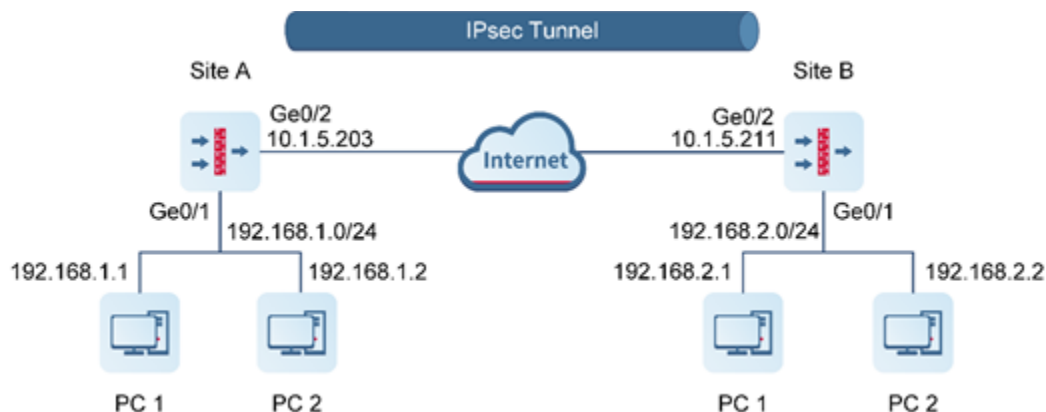 IPsec Tunnel
Site A
Site B
Ge0/2
10.1.5.203
Internet
Ge0/2
10.1.5.211
Ge0/1
192.168.1.0/24
192.168.2.0/24
Ge0/1
192.168.1.1
192.168.1.2
192.168.2.1
192.168.2.2
PC 1
PC 2
PC 1
PC 2